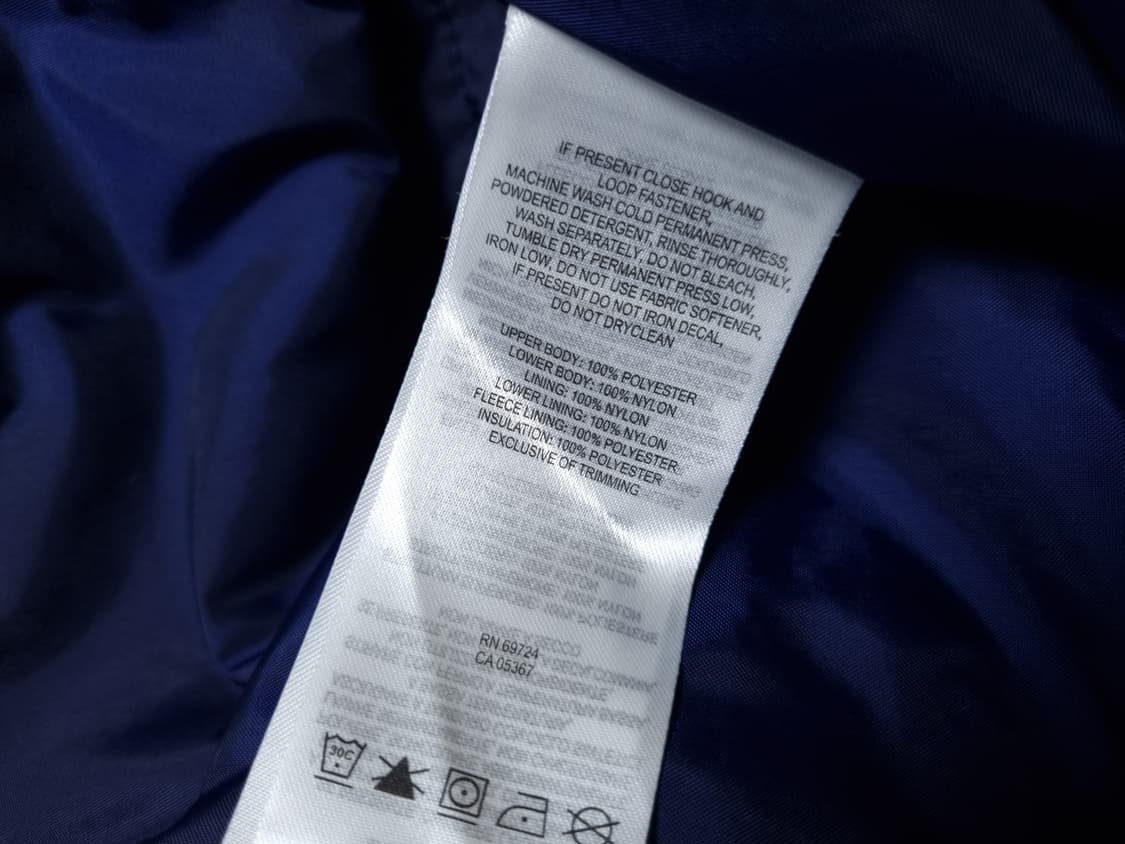 IF PRESENT CLOSE HOOK AND
LOOP FASTENER,
MACHINE WASH COLD PERMANENT PRESS,
POWDERED DETERGENT, RINSE THOROUGHLY,
WASH SEPARATELY, DO NOT BLEACH,
TUMBLE DRY PERMANENT PRESS LOW,
IRON LOW, DO NOT USE FABRIC SOFTENER,
IF PRESENT DO NOT IRON DECAL,
DO NOT DRYCLEAN
UPPER BODY: 100% POLYESTER
LOWER BODY: 100% NYLON
LINING: 100% NYLON
LOWER LINING: 100% NYLON
FLEECE LINING: 100% POLYESTER
INSULATION: 100% POLYESTER
EXCLUSIVE OF TRIMMING
RN 69724
CA 05367
30C